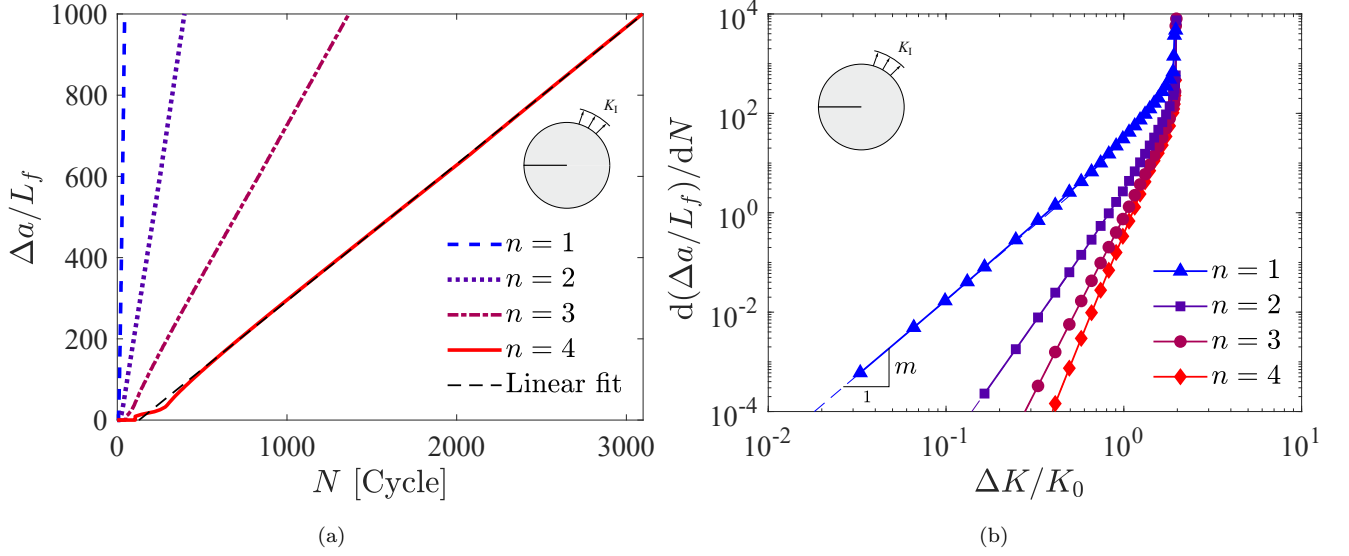 1000
800
600
400
200
0
Δa/L_f
0
1000
2000
3000
N [Cycle]
K_I
n = 1
n = 2
n = 3
n = 4
Linear fit
(a)
10^2
10^0
10^-2
10^-4
d(Δa/L_f)/dN
10^-2
10^-1
10^0
10^1
ΔK/K_0
K_I
m
1
n = 1
n = 2
n = 3
n = 4
(b)